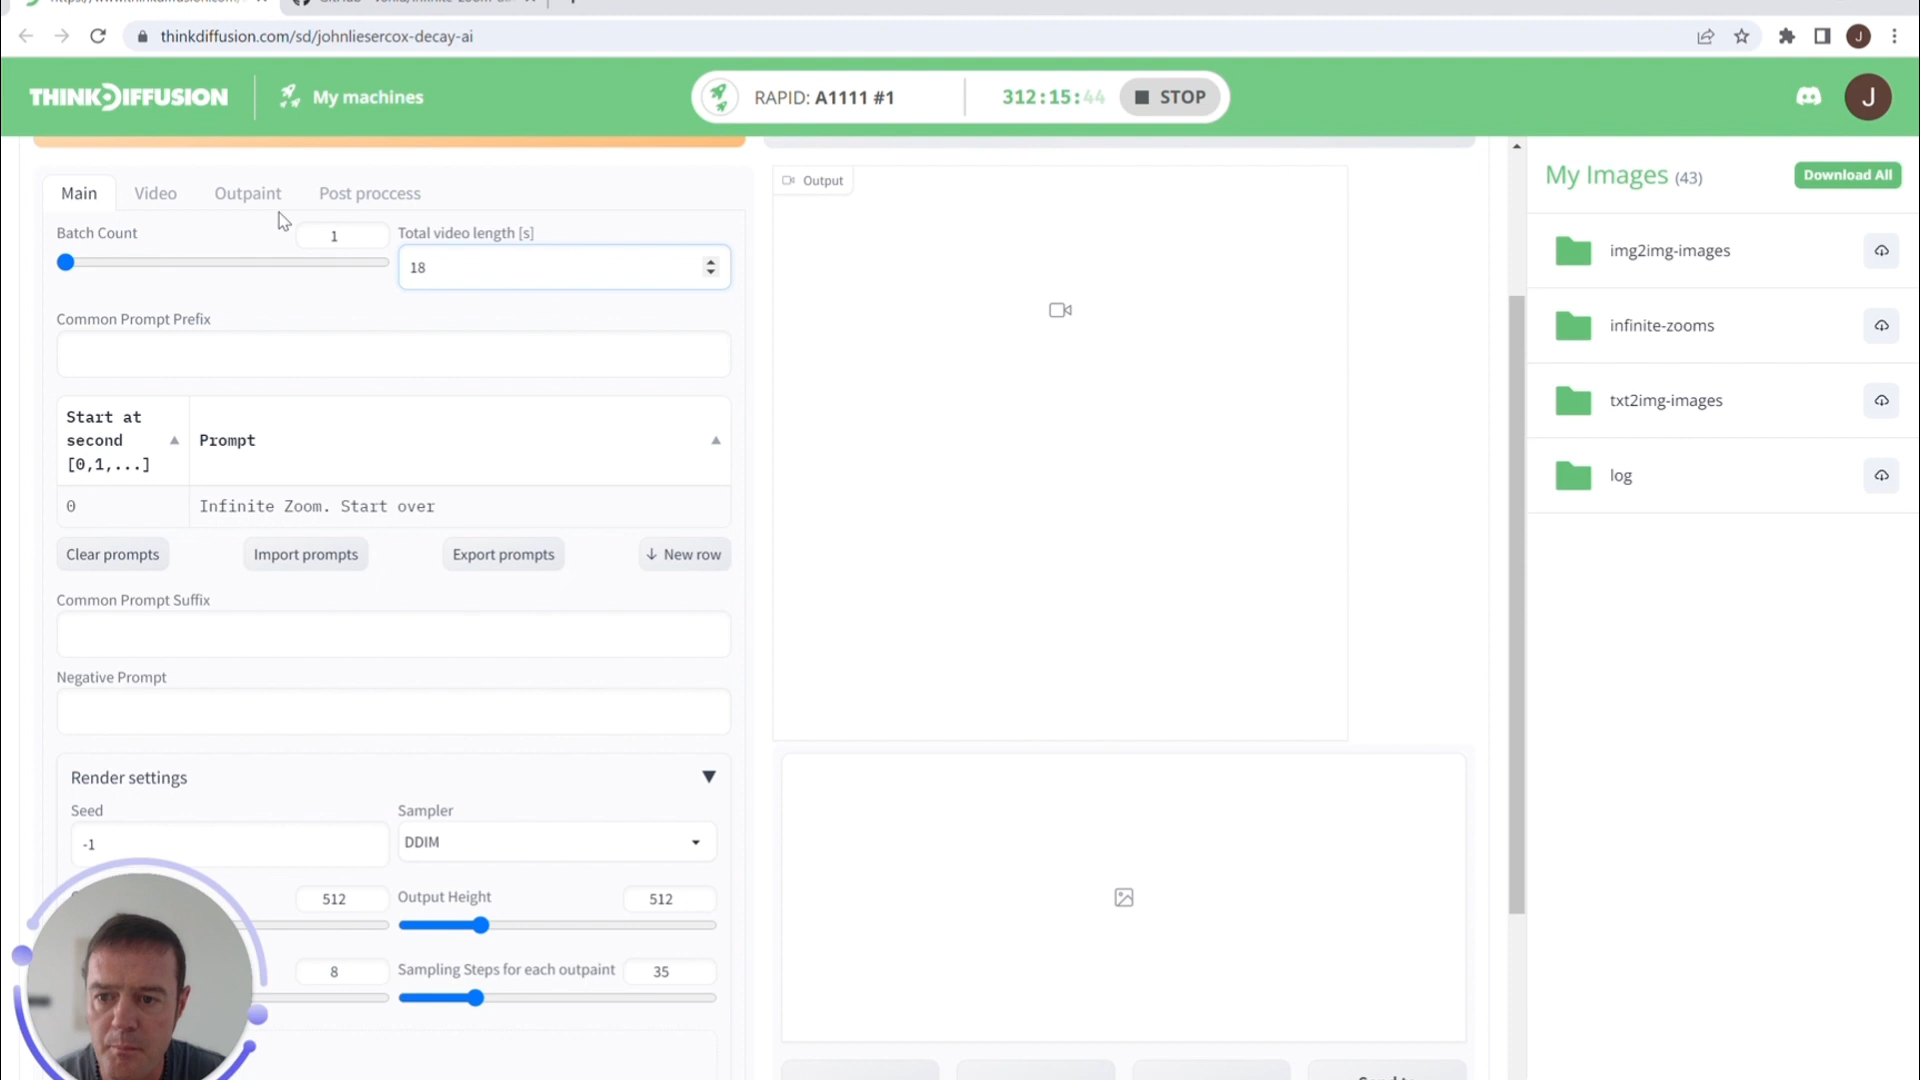 thinkdiffusion.com/sd/johnliesercox-decay-ai
J
THINKDIFFUSION
My machines
RAPID: A1111 #1
312:15:44
STOP
J
Main
Video
Outpaint
Post proccess
Batch Count
1
Total video length [s]
18
Common Prompt Prefix
Start at
second
[0,1,...]
Prompt
0
Infinite Zoom. Start over
Clear prompts
Import prompts
Export prompts
↓ New row
Common Prompt Suffix
Negative Prompt
Render settings
Seed
-1
Sampler
DDIM
512
Output Height
512
8
Sampling Steps for each outpaint
35
Output
My Images (43)
Download All
img2img-images
infinite-zooms
txt2img-images
log